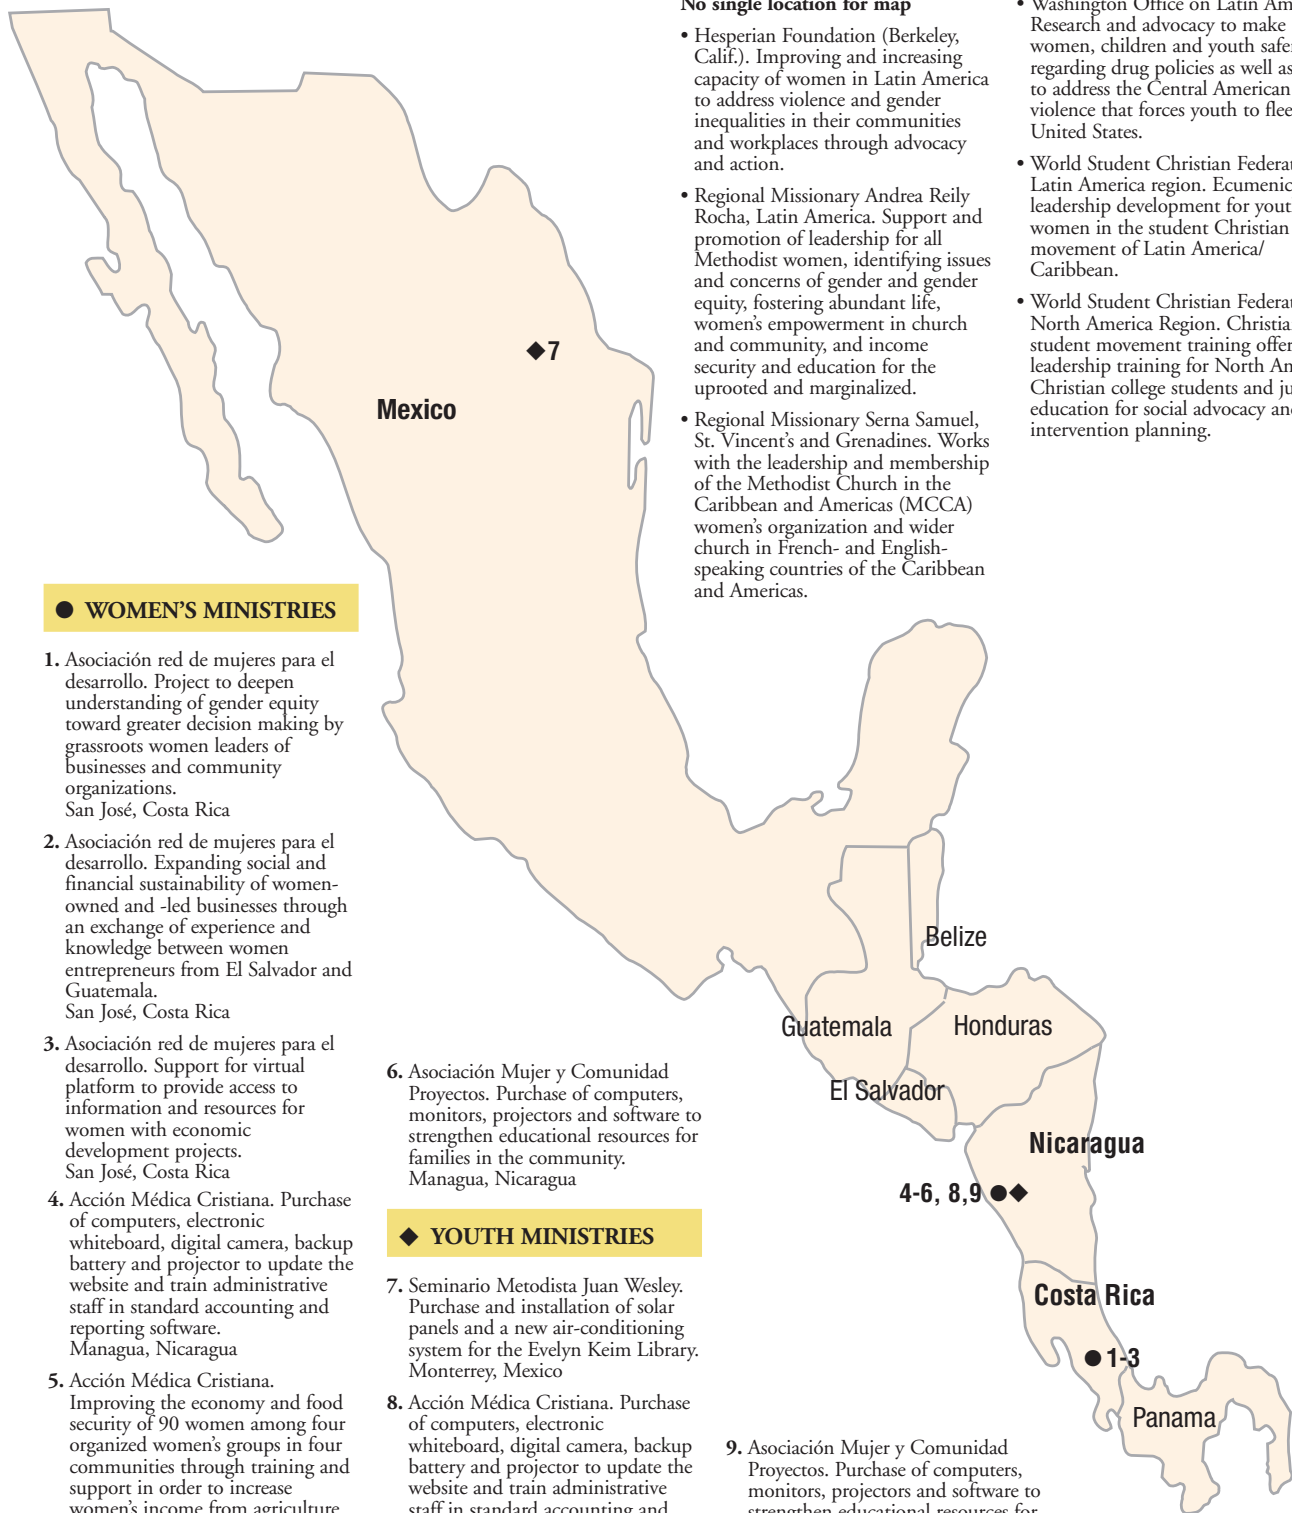 No single location for map
• Hesperian Foundation (Berkeley,
Calif.). Improving and increasing
capacity of women in Latin America
to address violence and gender
inequalities in their communities
and workplaces through advocacy
and action.
• Regional Missionary Andrea Reily
Rocha, Latin America. Support and
promotion of leadership for all
Methodist women, identifying issues
and concerns of gender and gender
equity, fostering abundant life,
women's empowerment in church
and community, and income
security and education for the
uprooted and marginalized.
• Regional Missionary Serna Samuel,
St. Vincent's and Grenadines. Works
with the leadership and membership
of the Methodist Church in the
Caribbean and Americas (MCCA)
women's organization and wider
church in French- and English-
speaking countries of the Caribbean
and Americas.
• Washington Office on Latin
Research and advocacy to make
women, children and youth
regarding drug policies as well as
to address the Central American
violence that forces youth to flee
United States.
• World Student Christian
Latin America region.
leadership development for
women in the student Christian
movement of Latin America/
Caribbean.
• World Student Christian
North America Region.
student movement training
leadership training for North
Christian college students and
education for social advocacy
intervention planning.
◆ 7
Mexico
● WOMEN'S MINISTRIES
1. Asociación red de mujeres para el
desarrollo. Project to deepen
understanding of gender equity
toward greater decision making by
grassroots women leaders of
businesses and community
organizations.
San José, Costa Rica
2. Asociación red de mujeres para el
desarrollo. Expanding social and
financial sustainability of women-
owned and -led businesses through
an exchange of experience and
knowledge between women
entrepreneurs from El Salvador and
Guatemala.
San José, Costa Rica
3. Asociación red de mujeres para el
desarrollo. Support for virtual
platform to provide access to
information and resources for
women with economic
development projects.
San José, Costa Rica
4. Acción Médica Cristiana. Purchase
of computers, electronic
whiteboard, digital camera, backup
battery and projector to update the
website and train administrative
staff in standard accounting and
reporting software.
Managua, Nicaragua
5. Acción Médica Cristiana.
Improving the economy and food
security of 90 women among four
organized women's groups in four
communities through training and
support in order to increase
women's income from agriculture
6. Asociación Mujer y Comunidad
Proyectos. Purchase of computers,
monitors, projectors and software to
strengthen educational resources for
families in the community.
Managua, Nicaragua
◆ YOUTH MINISTRIES
7. Seminario Metodista Juan Wesley.
Purchase and installation of solar
panels and a new air-conditioning
system for the Evelyn Keim Library.
Monterrey, Mexico
8. Acción Médica Cristiana. Purchase
of computers, electronic
whiteboard, digital camera, backup
battery and projector to update the
website and train administrative
staff in standard accounting and
9. Asociación Mujer y Comunidad
Proyectos. Purchase of computers,
monitors, projectors and software to
strengthen educational resources for
Belize
Guatemala
Honduras
El Salvador
Nicaragua
4-6, 8,9 ●◆
Costa Rica
● 1-3
Panama